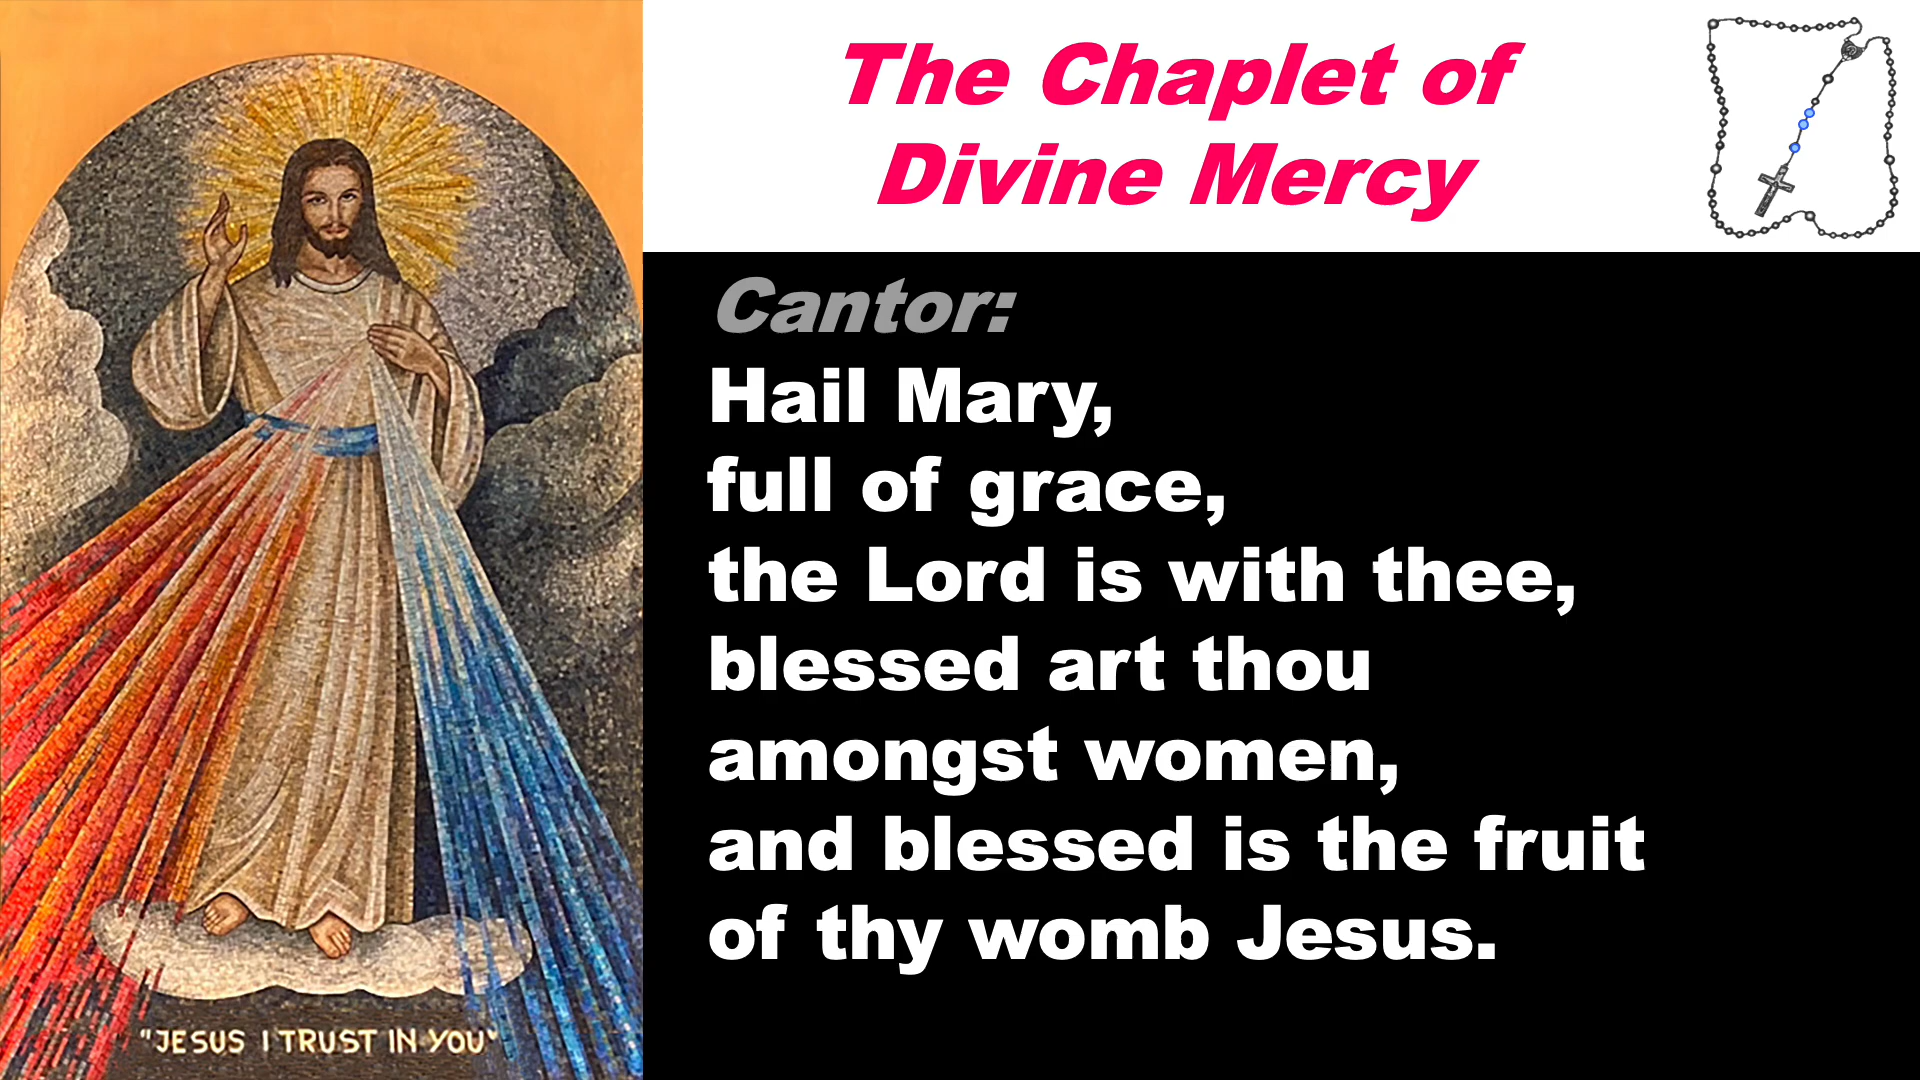 The Chaplet of
Divine Mercy
Cantor:
Hail Mary,
full of grace,
the Lord is with thee,
blessed art thou
amongst women,
and blessed is the fruit
of thy womb Jesus.
"JESUS I TRUST IN YOU"